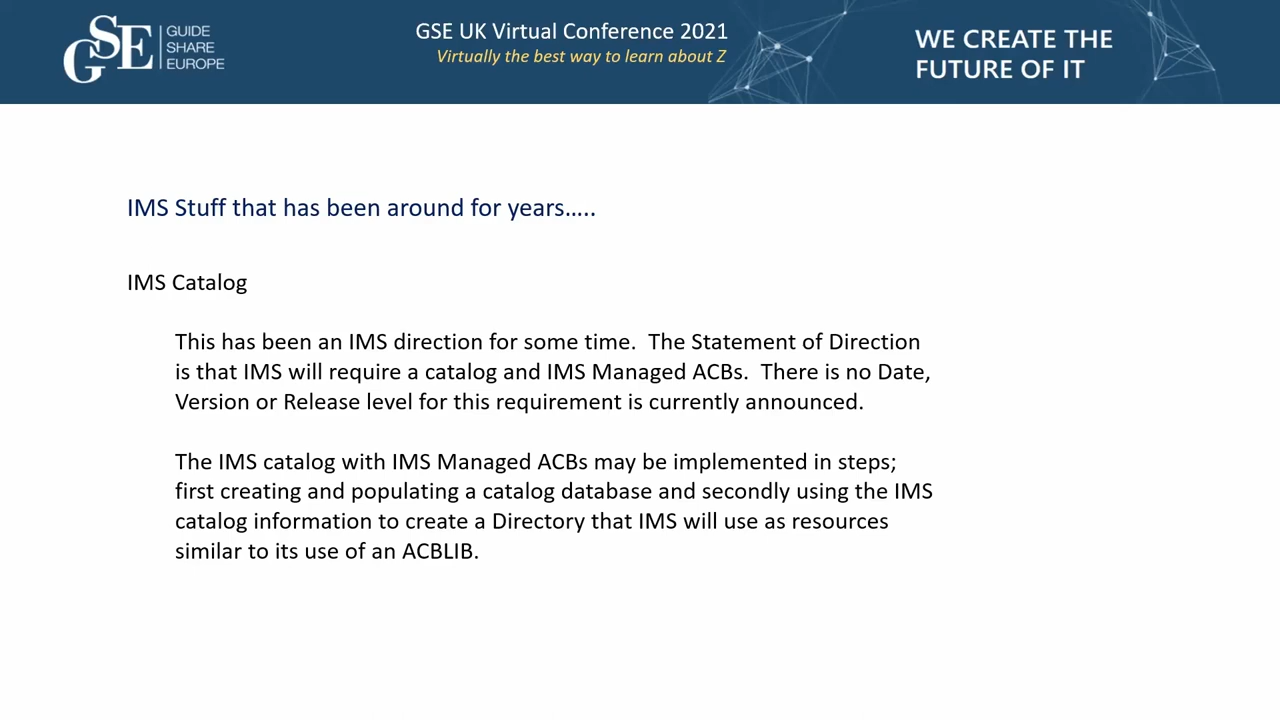 GSE
GUIDE
SHARE
EUROPE
GSE UK Virtual Conference 2021
Virtually the best way to learn about Z
WE CREATE THE
FUTURE OF IT
IMS Stuff that has been around for years…..
IMS Catalog
This has been an IMS direction for some time.  The Statement of Direction
is that IMS will require a catalog and IMS Managed ACBs.  There is no Date,
Version or Release level for this requirement is currently announced.
The IMS catalog with IMS Managed ACBs may be implemented in steps;
first creating and populating a catalog database and secondly using the IMS
catalog information to create a Directory that IMS will use as resources
similar to its use of an ACBLIB.